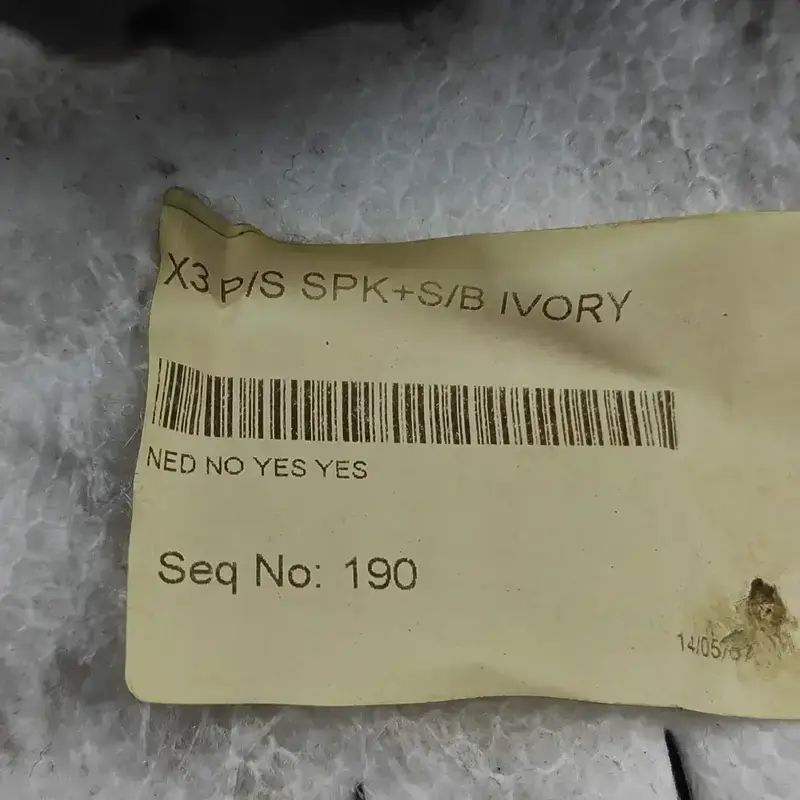 X3 P/S SPK+S/B IVORY
NED NO YES YES
Seq No: 190